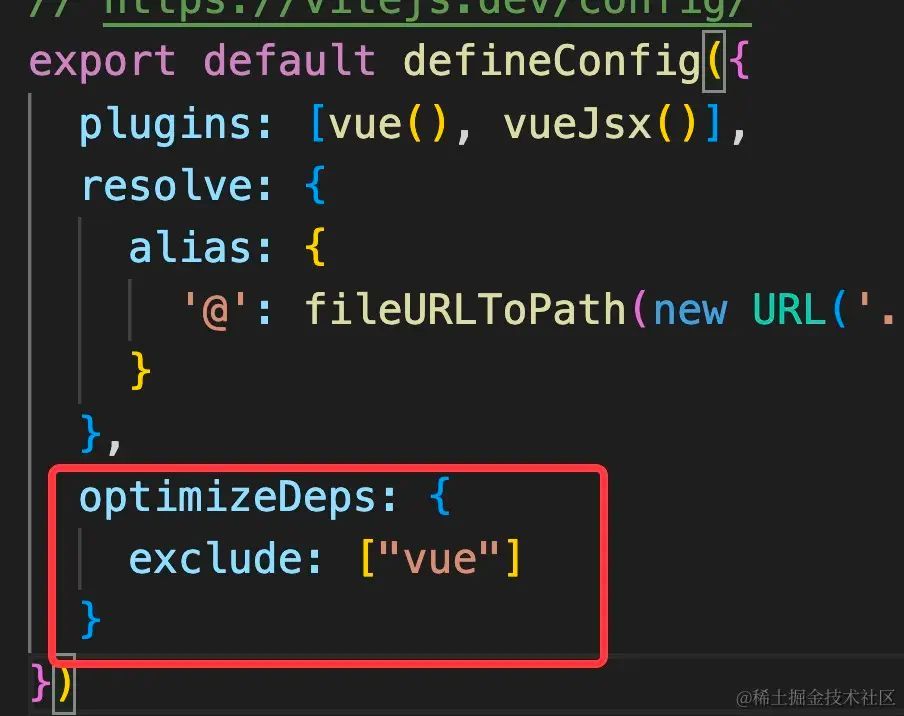 // https://vitejs.dev/config/
export default defineConfig({
  plugins: [vue(), vueJsx()],
  resolve: {
    alias: {
      '@': fileURLToPath(new URL('.
    }
  },
  optimizeDeps: {
    exclude: ["vue"]
  }
})
@稀土掘金技术社区